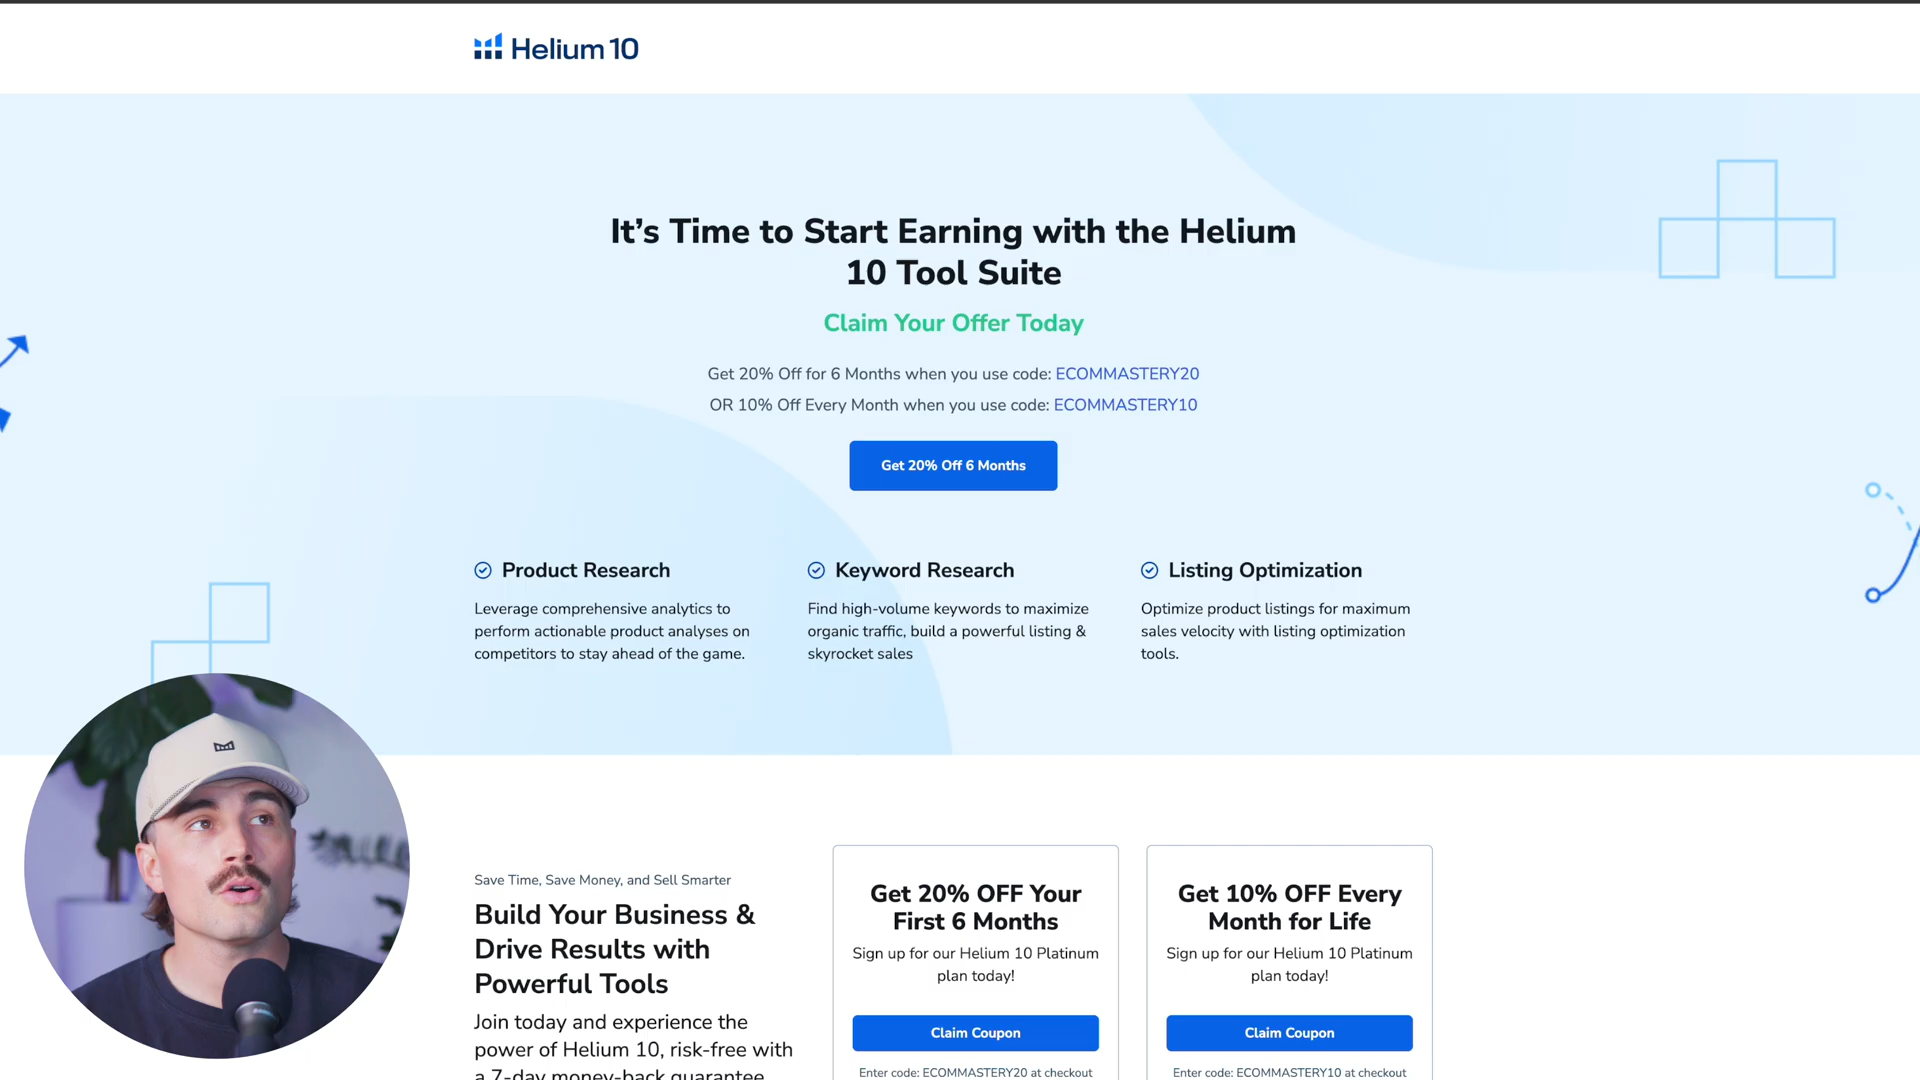 Helium 10
It's Time to Start Earning with the Helium
10 Tool Suite
Claim Your Offer Today
Get 20% Off for 6 Months when you use code: ECOMMASTERY20
OR 10% Off Every Month when you use code: ECOMMASTERY10
Get 20% Off 6 Months
Product Research
Leverage comprehensive analytics to
perform actionable product analyses on
competitors to stay ahead of the game.
Keyword Research
Find high-volume keywords to maximize
organic traffic, build a powerful listing &
skyrocket sales
Listing Optimization
Optimize product listings for maximum
sales velocity with listing optimization
tools.
Save Time, Save Money, and Sell Smarter
Build Your Business &
Drive Results with
Powerful Tools
Join today and experience the
power of Helium 10, risk-free with
a 7-day money-back guarantee
Get 20% OFF Your
First 6 Months
Sign up for our Helium 10 Platinum
plan today!
Claim Coupon
Enter code: ECOMMASTERY20 at checkout
Get 10% OFF Every
Month for Life
Sign up for our Helium 10 Platinum
plan today!
Claim Coupon
Enter code: ECOMMASTERY10 at checkout